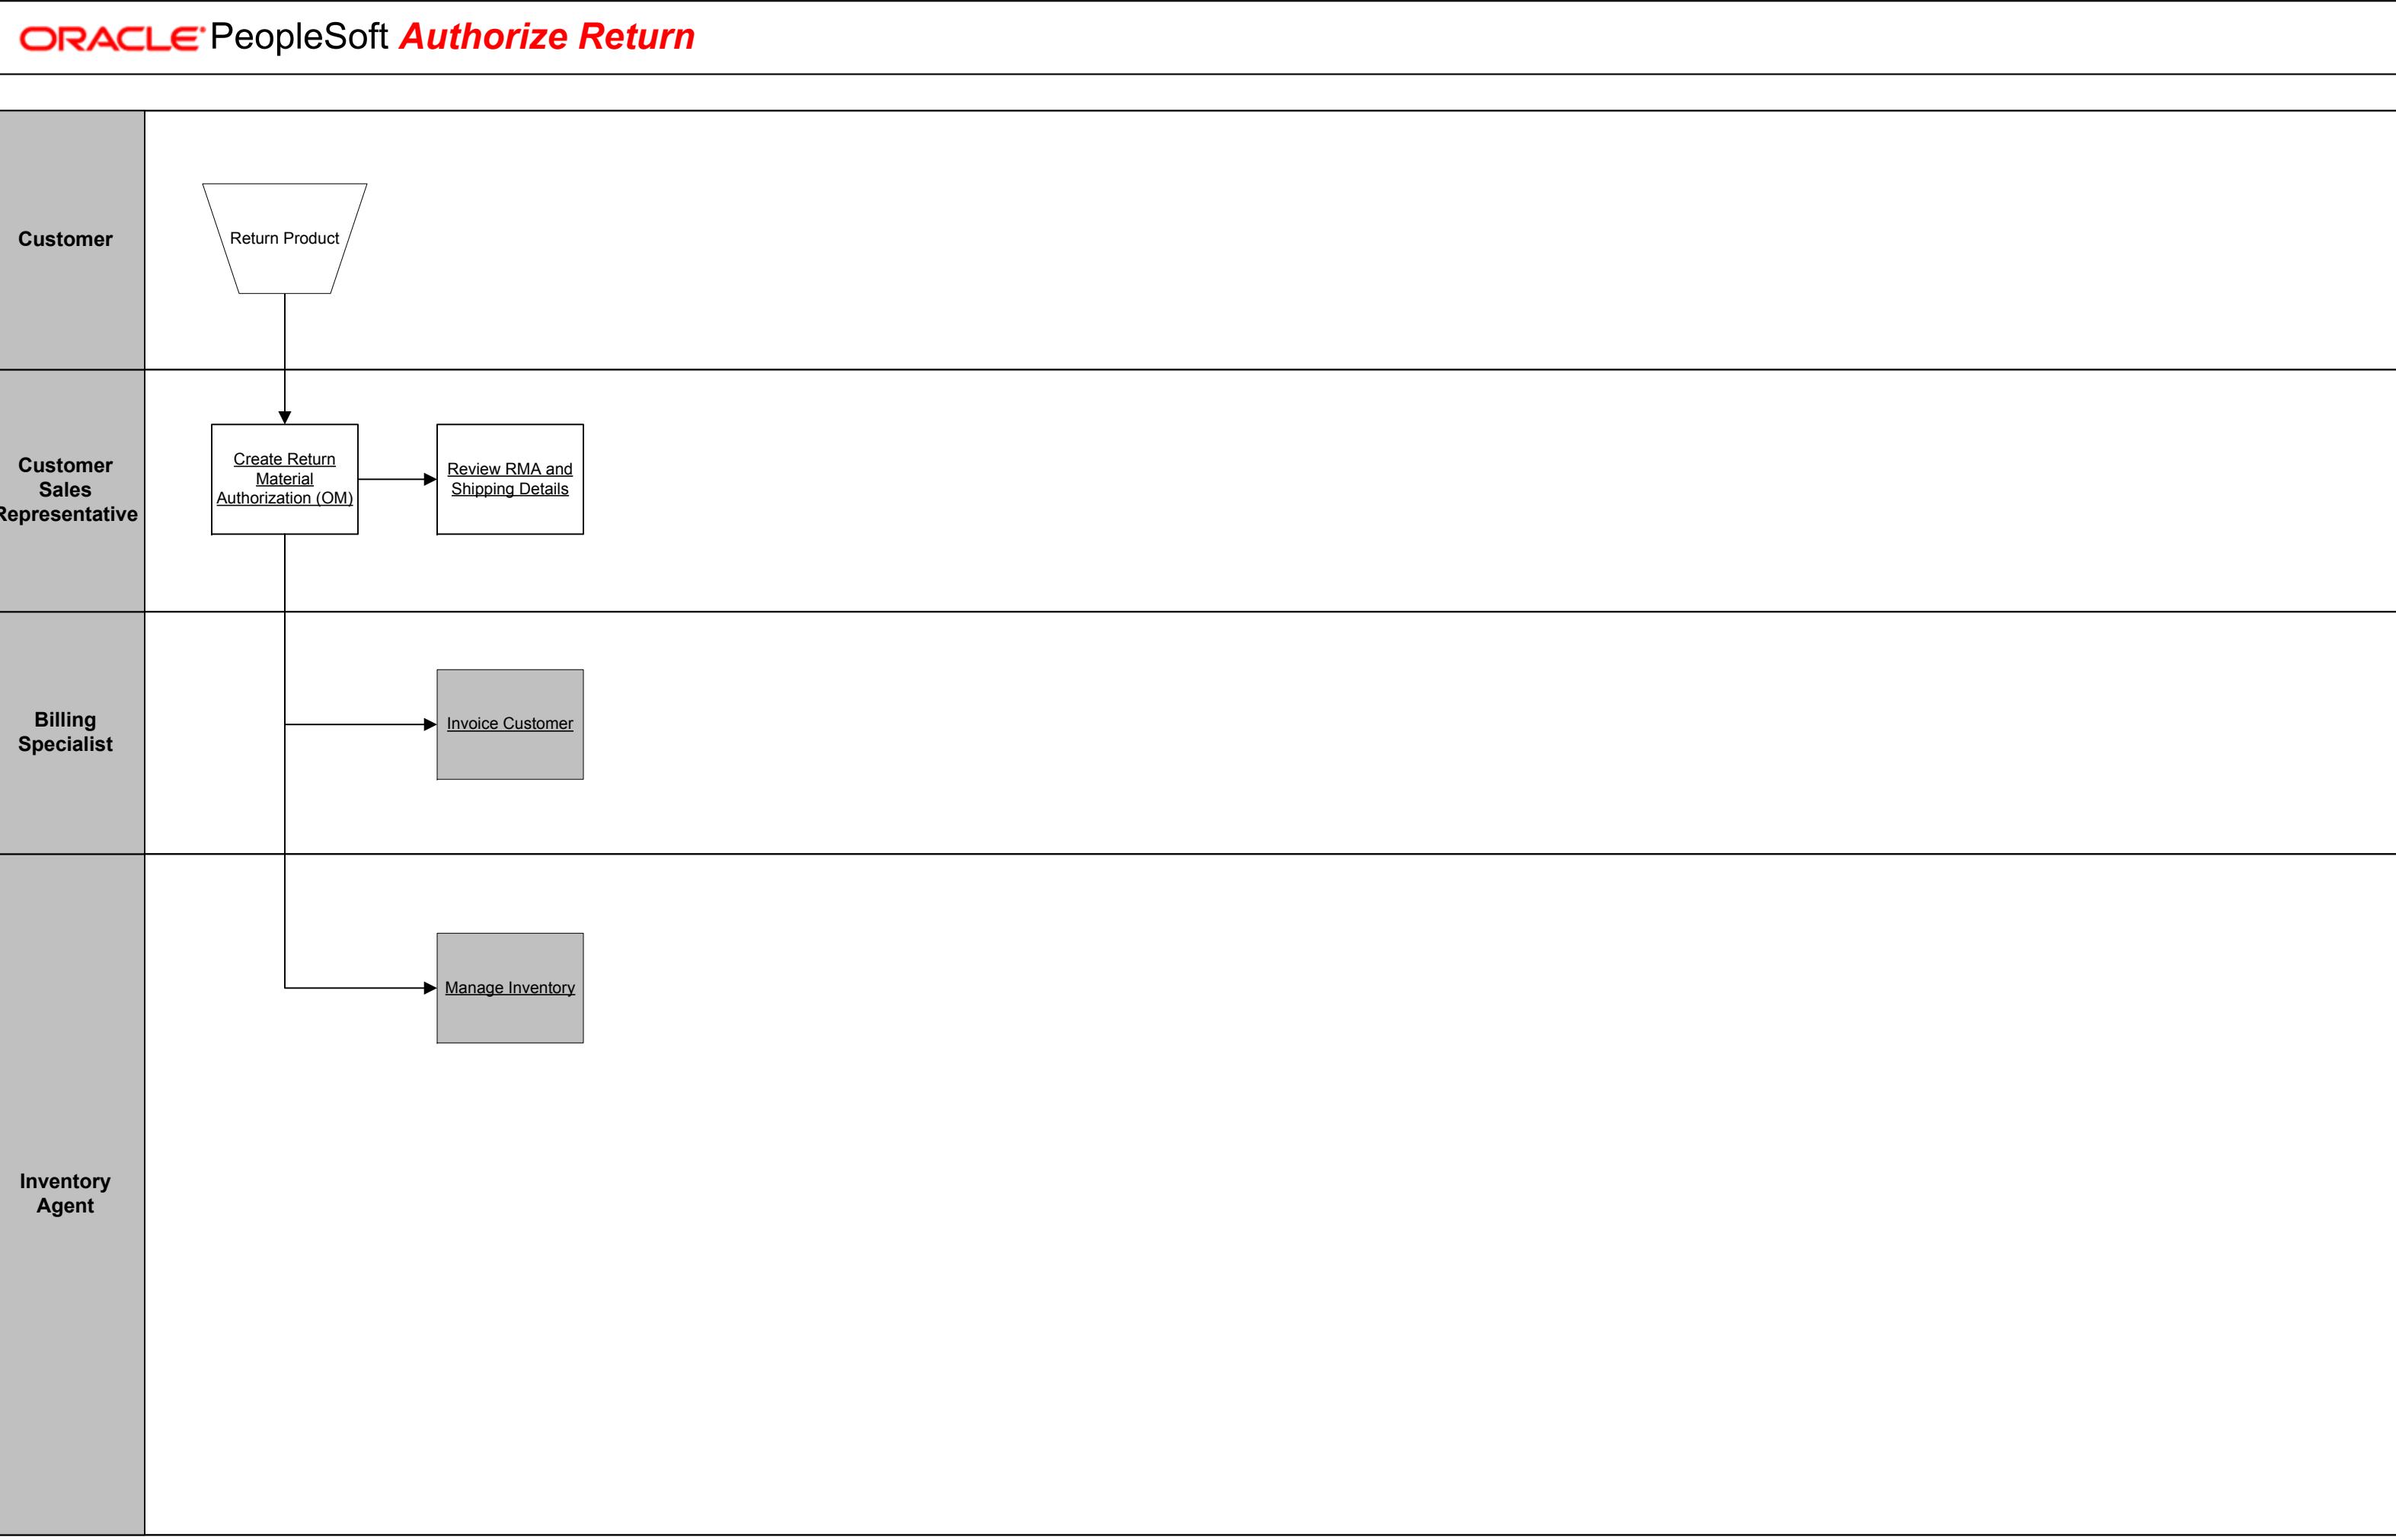 ORACLE PeopleSoft Authorize Return
Customer
Return Product
Customer
Sales
Representative
Create Return
Material
Authorization (OM)
Review RMA and
Shipping Details
Billing
Specialist
Invoice Customer
Inventory
Agent
Manage Inventory